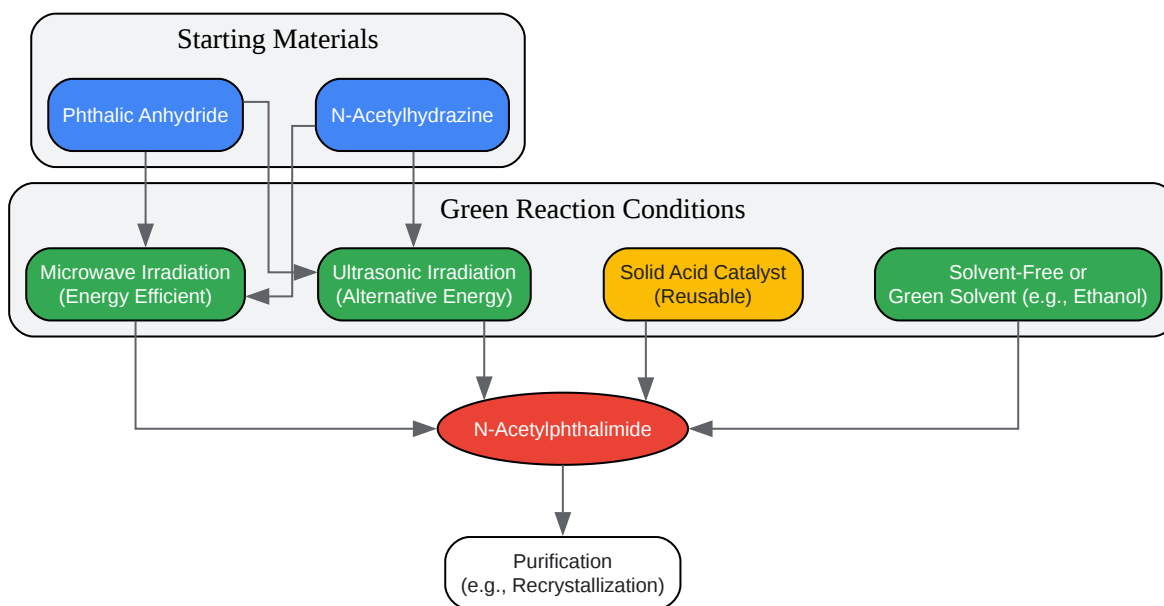 Starting Materials
Phthalic Anhydride
N-Acetylhydrazine
Green Reaction Conditions
Microwave Irradiation
(Energy Efficient)
Ultrasonic Irradiation
(Alternative Energy)
Solid Acid Catalyst
(Reusable)
Solvent-Free or
Green Solvent (e.g., Ethanol)
N-Acetylphthalimide
Purification
(e.g., Recrystallization)